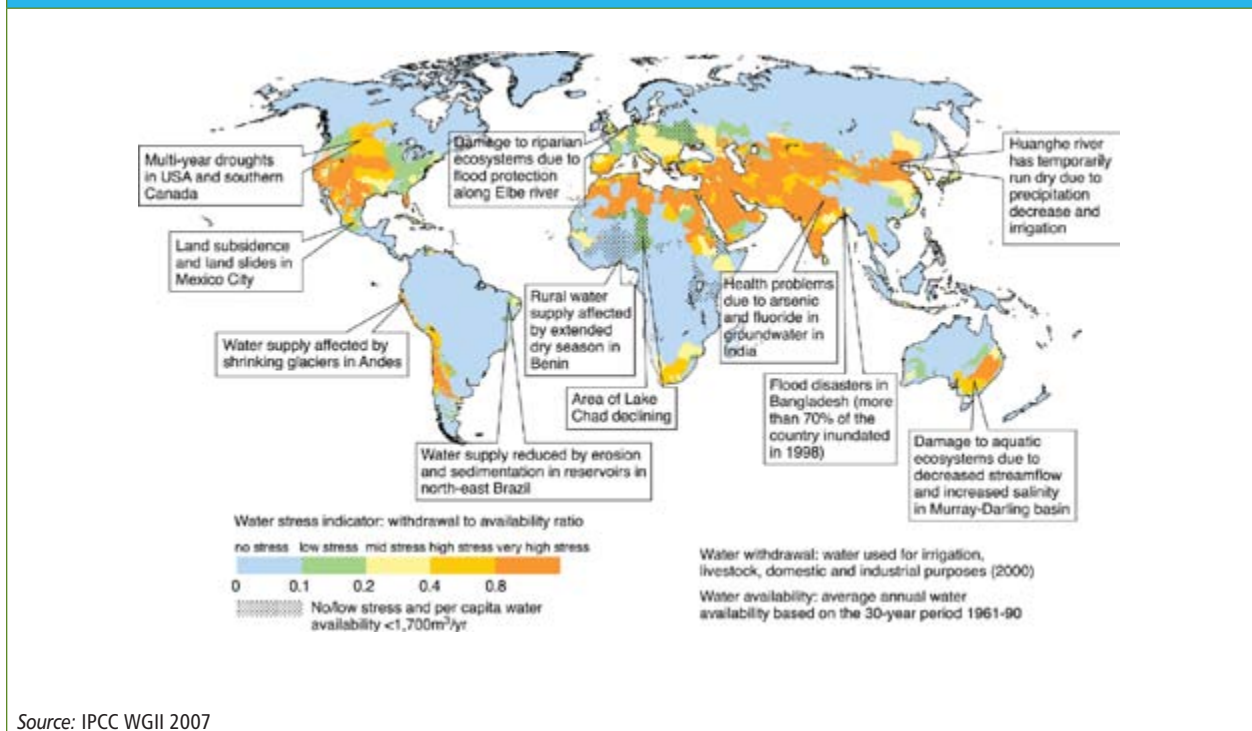 Multi-year droughts
in USA and southern
Canada
Damage to riparian
ecosystems due to
flood protection
along Elbe river
Huanghe river
has temporarily
run dry due to
precipitation
decrease and
irrigation
Land subsidence
and land slides in
Mexico City
Water supply affected by
shrinking glaciers in Andes
Rural water
supply affected
by extended
dry season in
Benin
Health problems
due to arsenic
and fluoride in
groundwater in
India
Area of Lake
Chad declining
Flood disasters in
Bangladesh (more
than 70% of the
country inundated
in 1998)
Damage to aquatic
ecosystems due to
decreased streamflow
and increased salinity
in Murray-Darling basin
Water supply reduced by erosion
and sedimentation in reservoirs in
north-east Brazil
Water stress indicator: withdrawal to availability ratio
no stress low stress mid stress high stress very high stress
0 0.1 0.2 0.4 0.8
No/low stress and per capita water
availability <1,700m³/yr
Water withdrawal: water used for irrigation,
livestock, domestic and industrial purposes (2000)
Water availability: average annual water
availability based on the 30-year period 1961-90
Source: IPCC WGII 2007